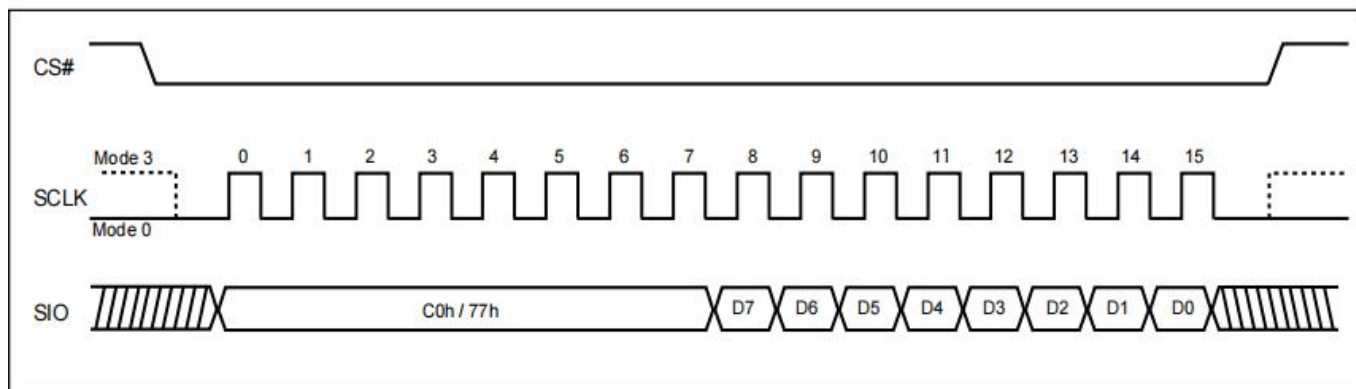 CS#
Mode 3 0 1 2 3 4 5 6 7 8 9 10 11 12 13 14 15
SCLK
Mode 0
SIO C0h / 77h D7 D6 D5 D4 D3 D2 D1 D0